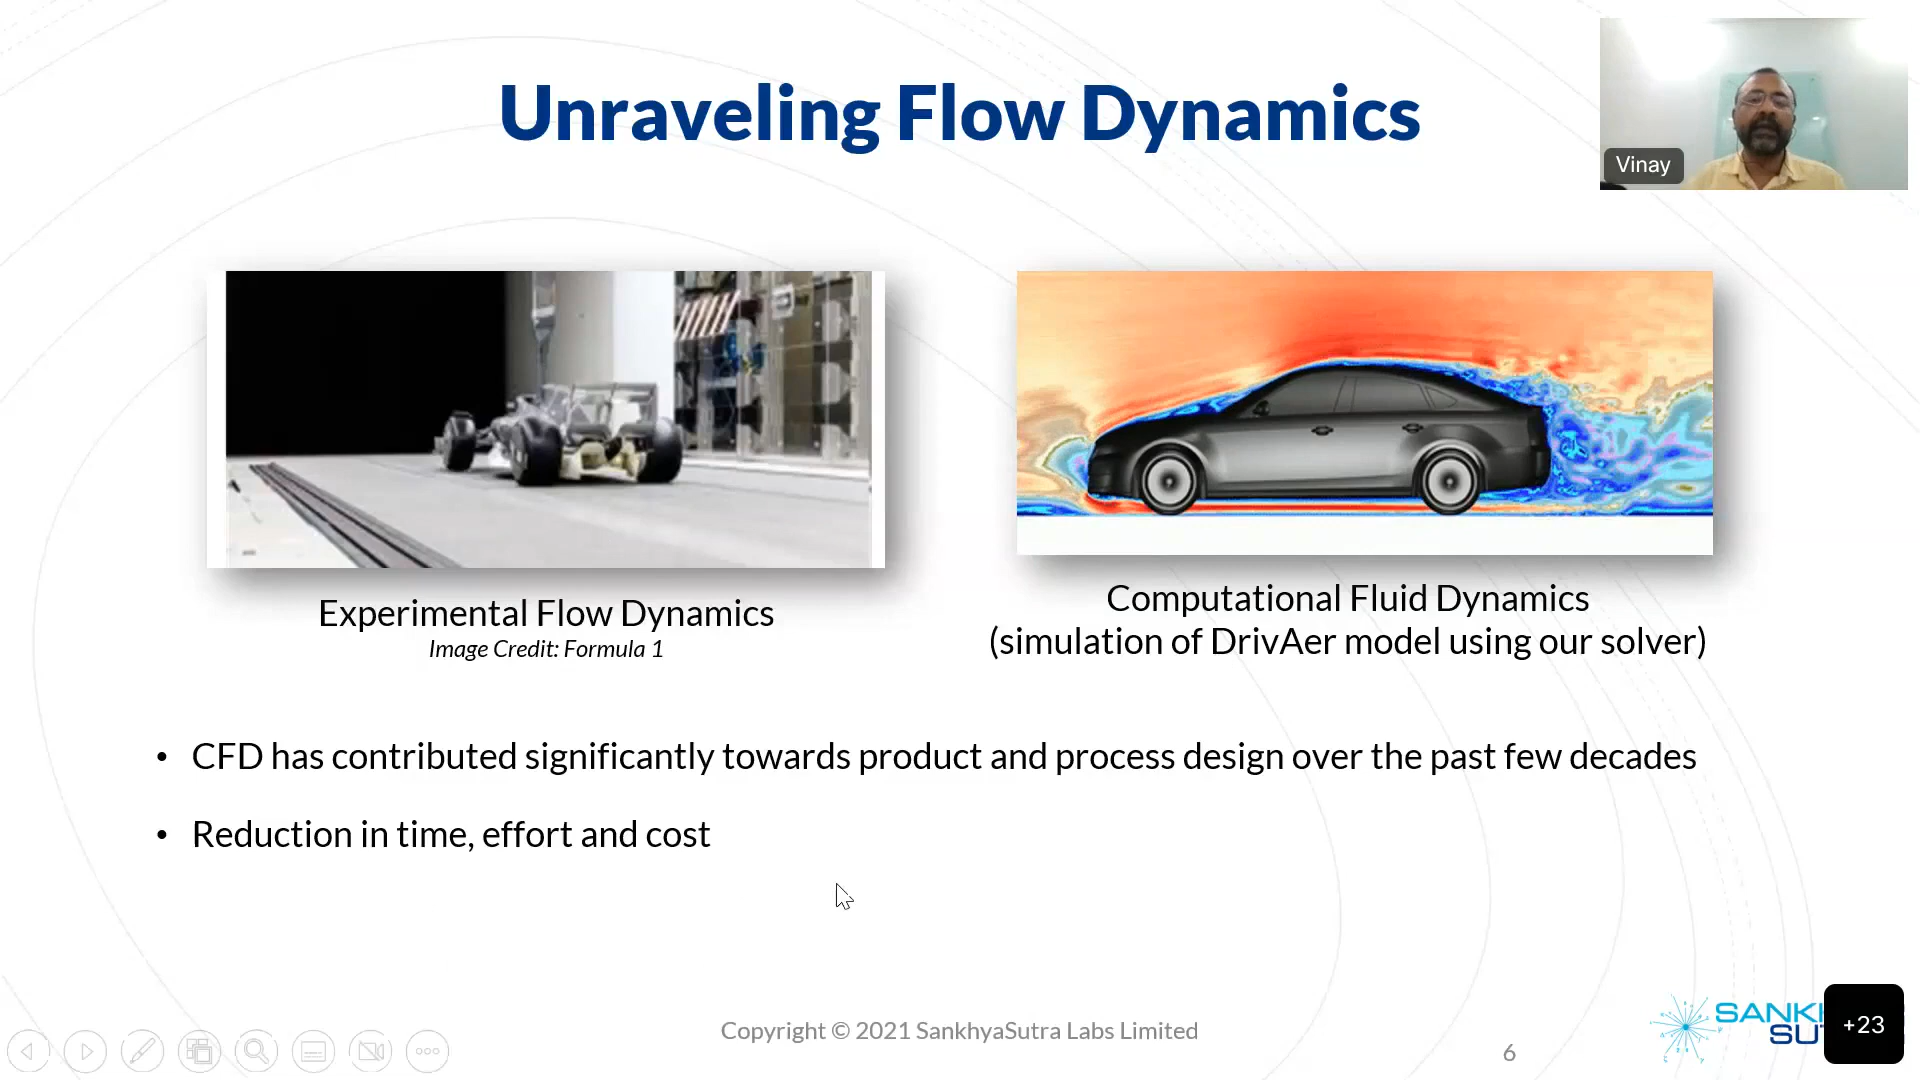 Unraveling Flow Dynamics
Vinay
Experimental Flow Dynamics
Image Credit: Formula 1
Computational Fluid Dynamics
(simulation of DrivAer model using our solver)
• CFD has contributed significantly towards product and process design over the past few decades
• Reduction in time, effort and cost
Copyright © 2021 SankhyaSutra Labs Limited
6
+23